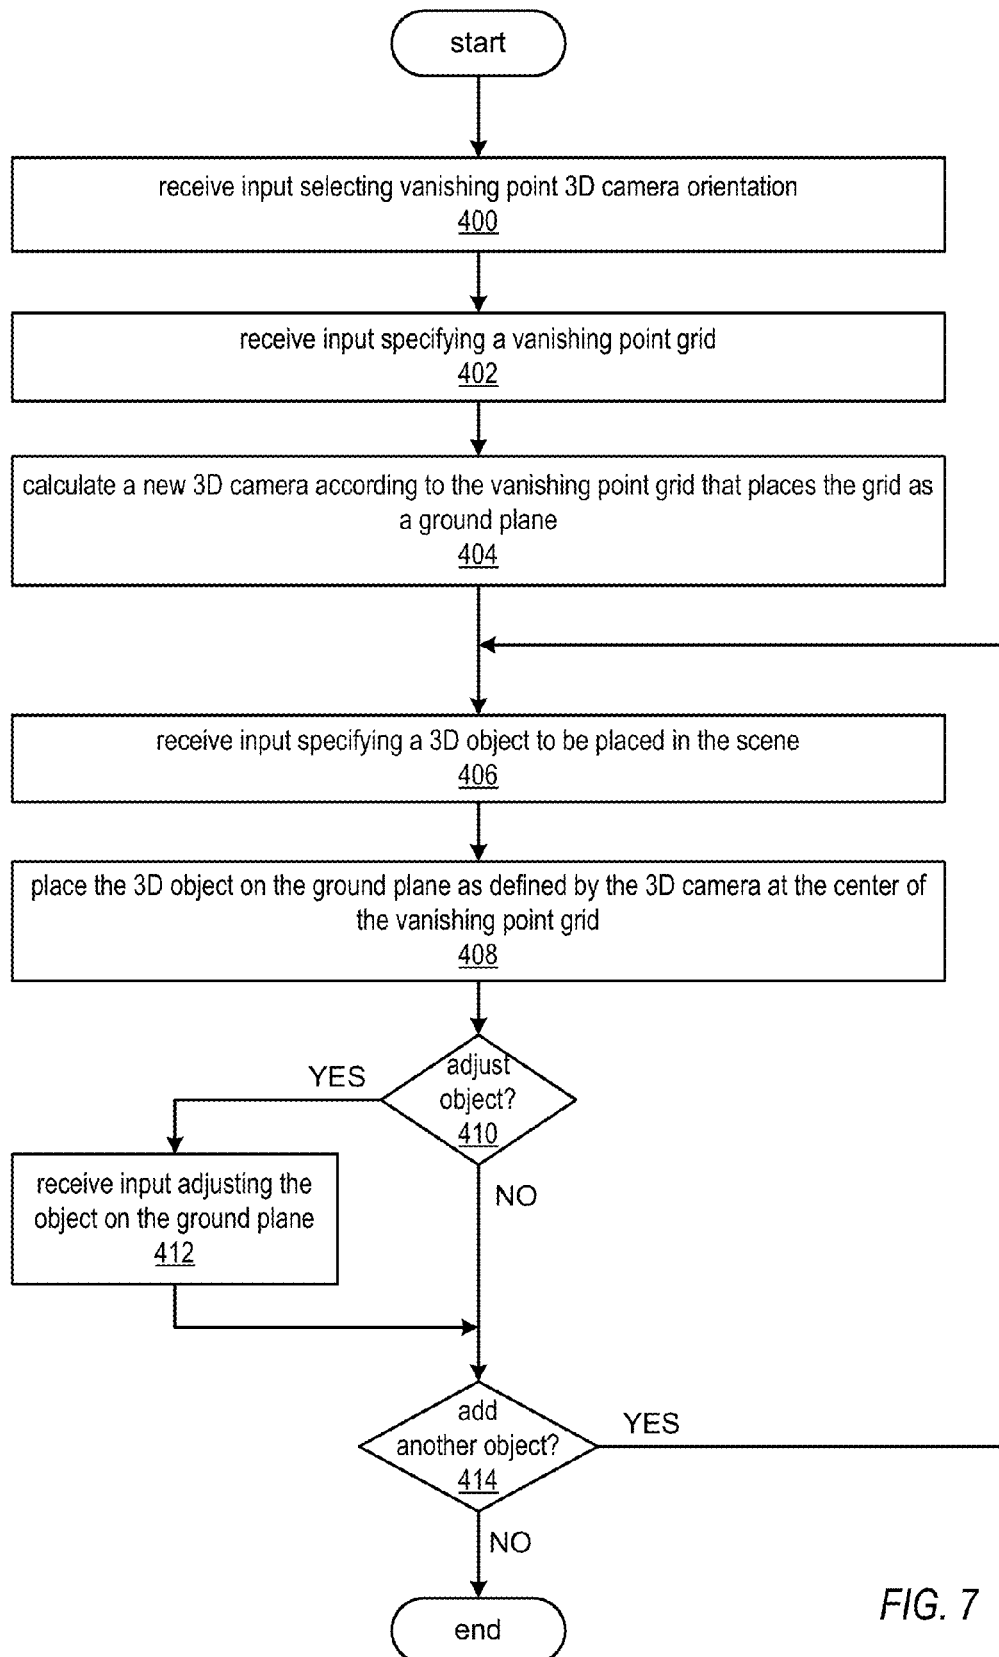 start
receive input selecting vanishing point 3D camera orientation
400
receive input specifying a vanishing point grid
402
calculate a new 3D camera according to the vanishing point grid that places the grid as
a ground plane
404
receive input specifying a 3D object to be placed in the scene
406
place the 3D object on the ground plane as defined by the 3D camera at the center of
the vanishing point grid
408
adjust
object?
410
YES
NO
receive input adjusting the
object on the ground plane
412
add
another object?
414
YES
NO
end
FIG. 7